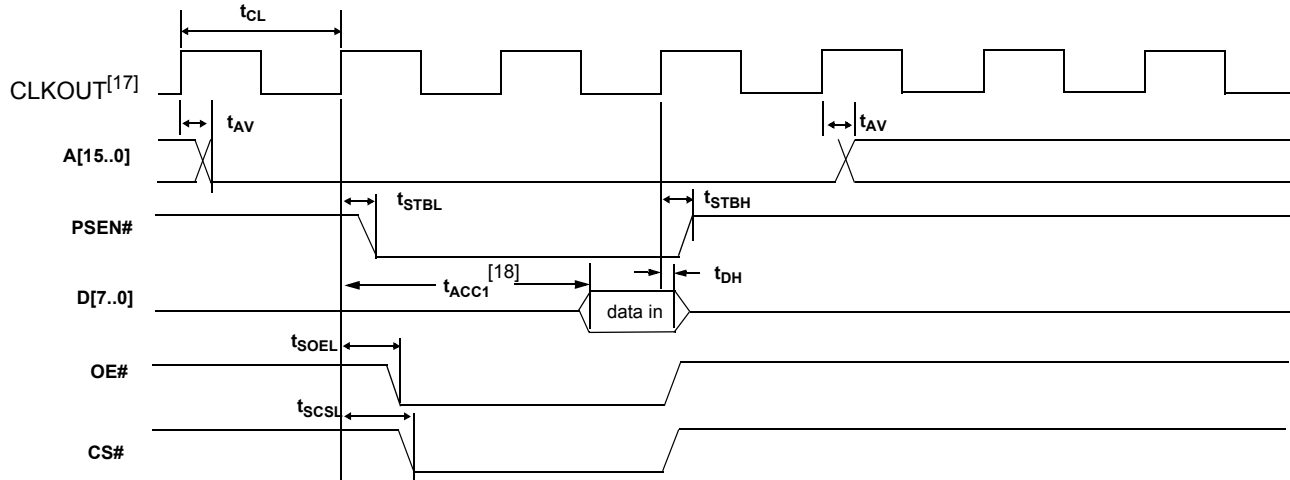 tCL
CLKOUT[17]
tAV
tAV
A[15..0]
tSTBL
tSTBH
PSEN#
[18]
tACC1
tDH
D[7..0]
data in
tSOEL
OE#
tSCSL
CS#